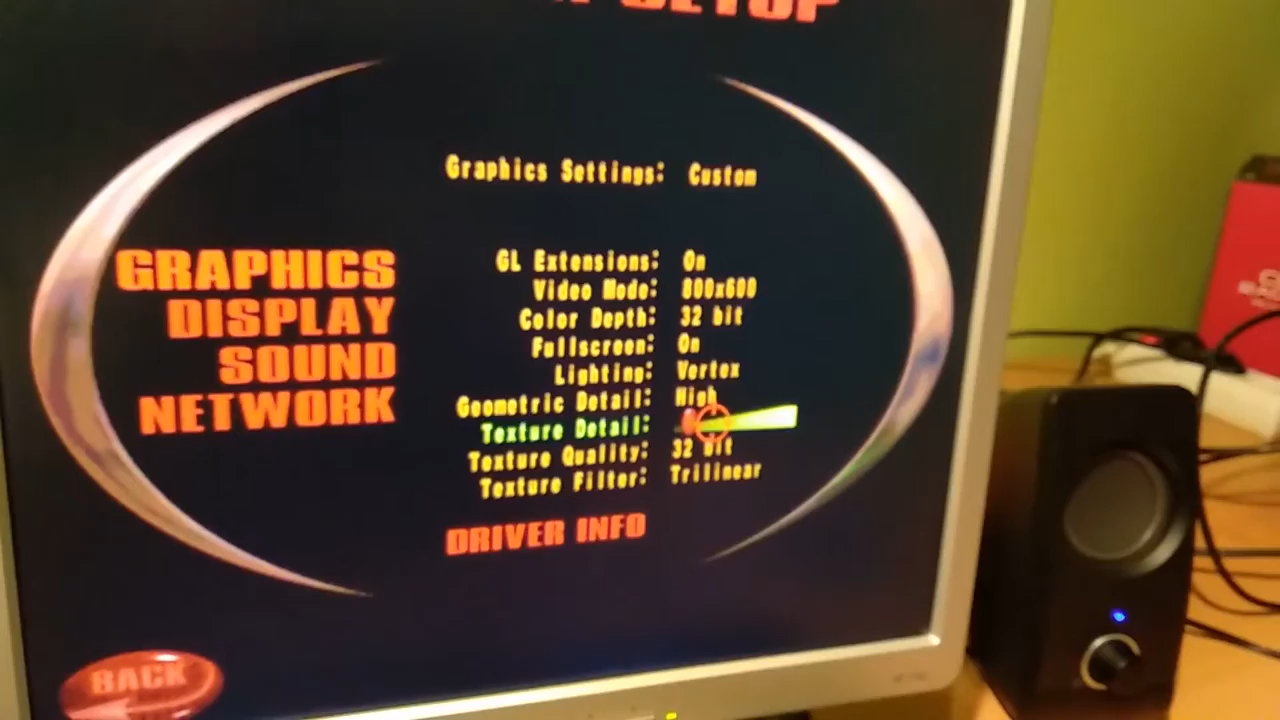 SETUP
Graphics Settings: Custom
GRAPHICS
DISPLAY
SOUND
NETWORK
GL Extensions: On
Video Mode: 800x600
Color Depth: 32 bit
Fullscreen: On
Lighting: Vertex
Geometric Detail: High
Texture Detail:
Texture Quality: 32 bit
Texture Filter: Trilinear
DRIVER INFO
BACK